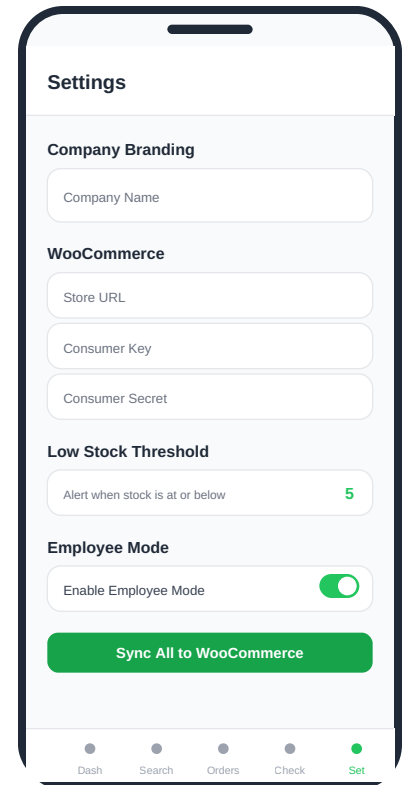 Settings
Company Branding
Company Name
WooCommerce
Store URL
Consumer Key
Consumer Secret
Low Stock Threshold
Alert when stock is at or below 5
Employee Mode
Enable Employee Mode
Sync All to WooCommerce
Dash Search Orders Check Set